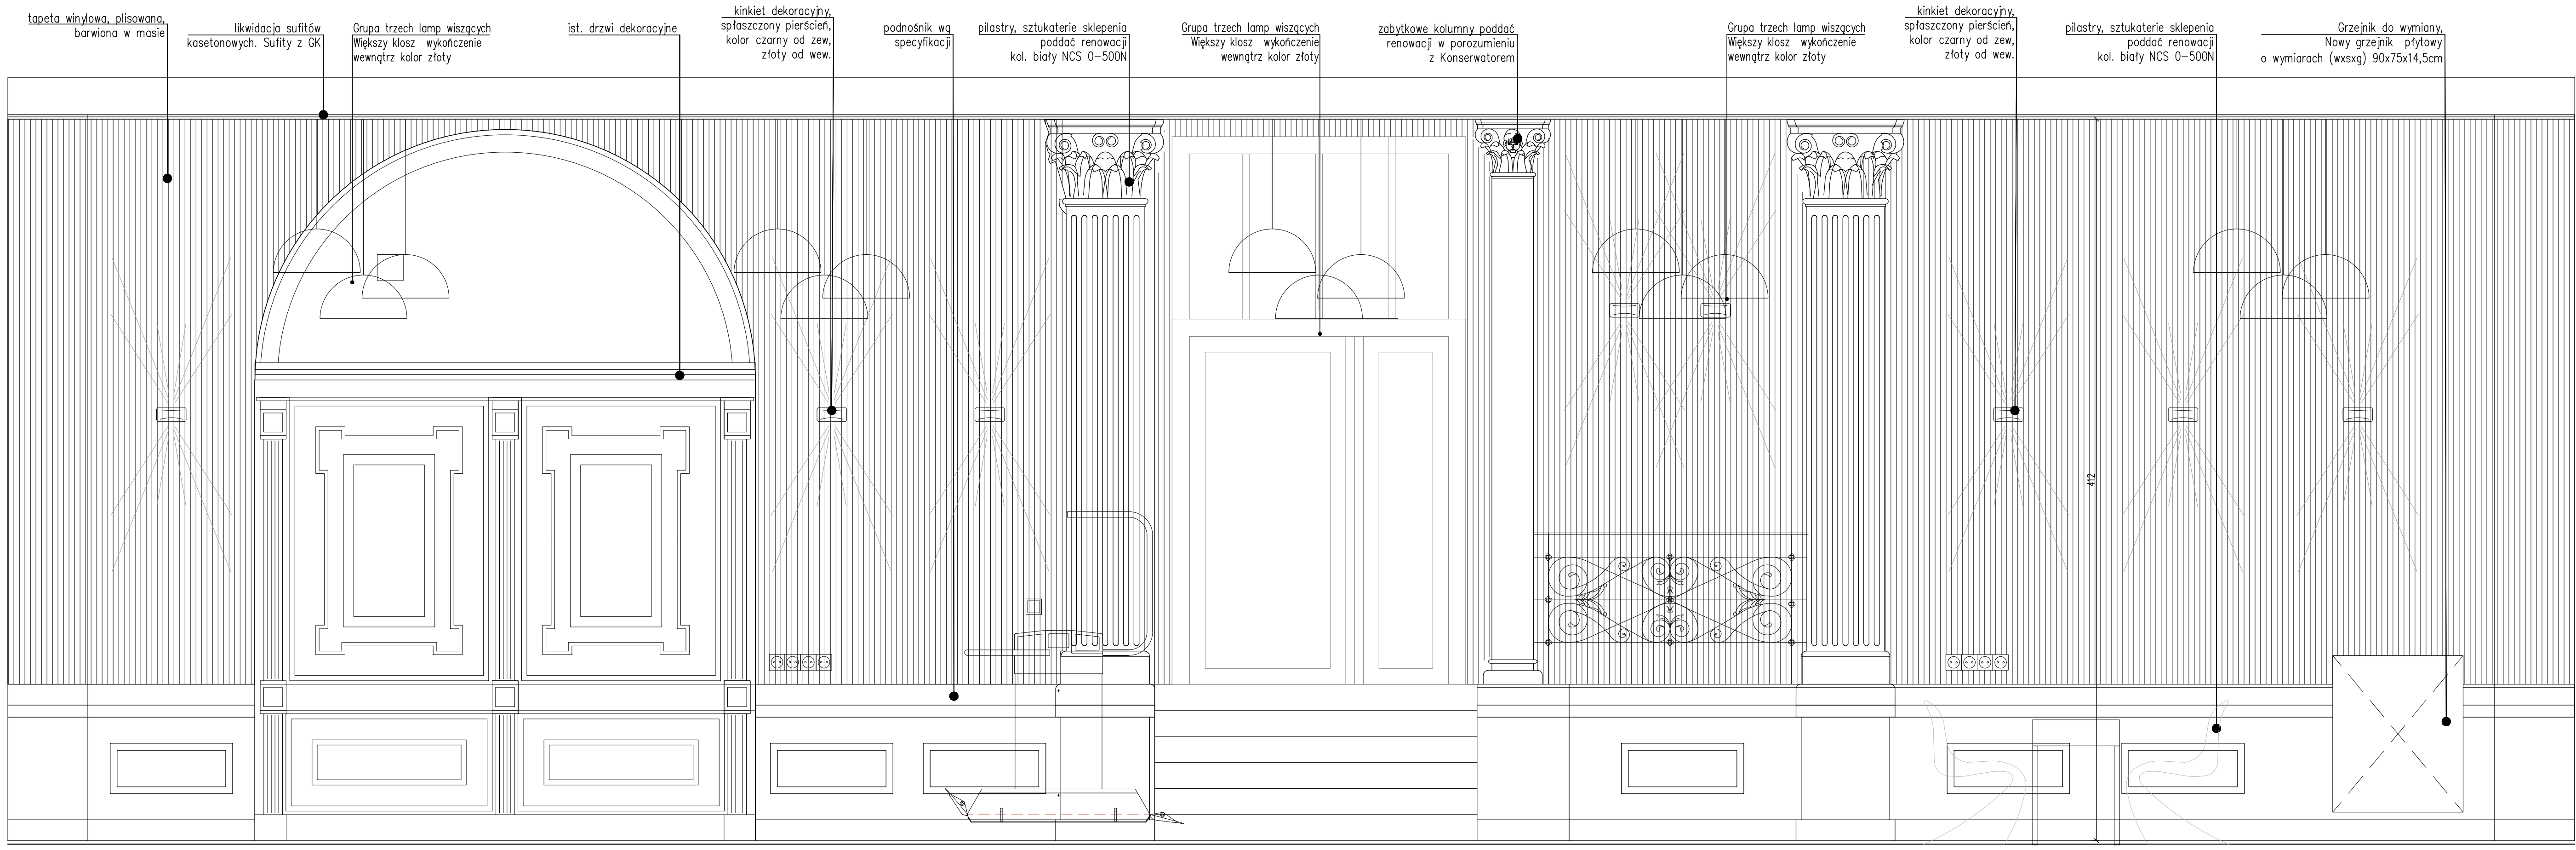 tapeta winylowa, plisowana,
barwiona w masie
likwidacja sufitów
kasetonowych. Sufity z GK
Grupa trzech lamp wiszących
Większy klosz wykończenie
wewnątrz kolor złoty
ist. drzwi dekoracyjne
kinkiet dekoracyjny,
spłaszczony pierścień,
kolor czarny od zew,
złoty od wew.
podnośnik wg
specyfikacji
pilastry, sztukaterie sklepenia
poddać renowacji
kol. biały NCS 0-500N
Grupa trzech lamp wiszących
Większy klosz wykończenie
wewnątrz kolor złoty
zabytkowe kolumny poddać
renowacji w porozumieniu
z Konserwatorem
Grupa trzech lamp wiszących
Większy klosz wykończenie
wewnątrz kolor złoty
kinkiet dekoracyjny,
spłaszczony pierścień,
kolor czarny od zew,
złoty od wew.
pilastry, sztukaterie sklepenia
poddać renowacji
kol. biały NCS 0-500N
Grzejnik do wymiany,
Nowy grzejnik płytowy
o wymiarach (wxsxg) 90x75x14,5cm
412